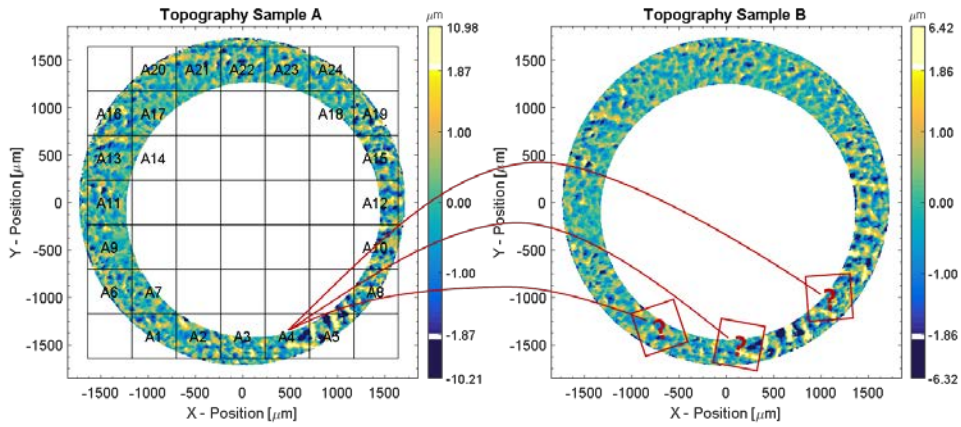 Topography Sample A
μm
10.98
1.87
1.00
0.00
-1.00
-1.87
-10.21
1500
1000
500
0
-500
-1000
-1500
Y - Position [μm]
A20 A21 A22 A23 A24
A16 A17 A18 A19
A13 A14 A15
A11 A12
A9 A10
A6 A7 A8
A1 A2 A3 A4 A5
-1500 -1000 -500 0 500 1000 1500
X - Position [μm]
Topography Sample B
μm
6.42
1.86
1.00
0.00
-1.00
-1.86
-6.32
1500
1000
500
0
-500
-1000
-1500
Y - Position [μm]
? ? ?
-1500 -1000 -500 0 500 1000 1500
X - Position [μm]